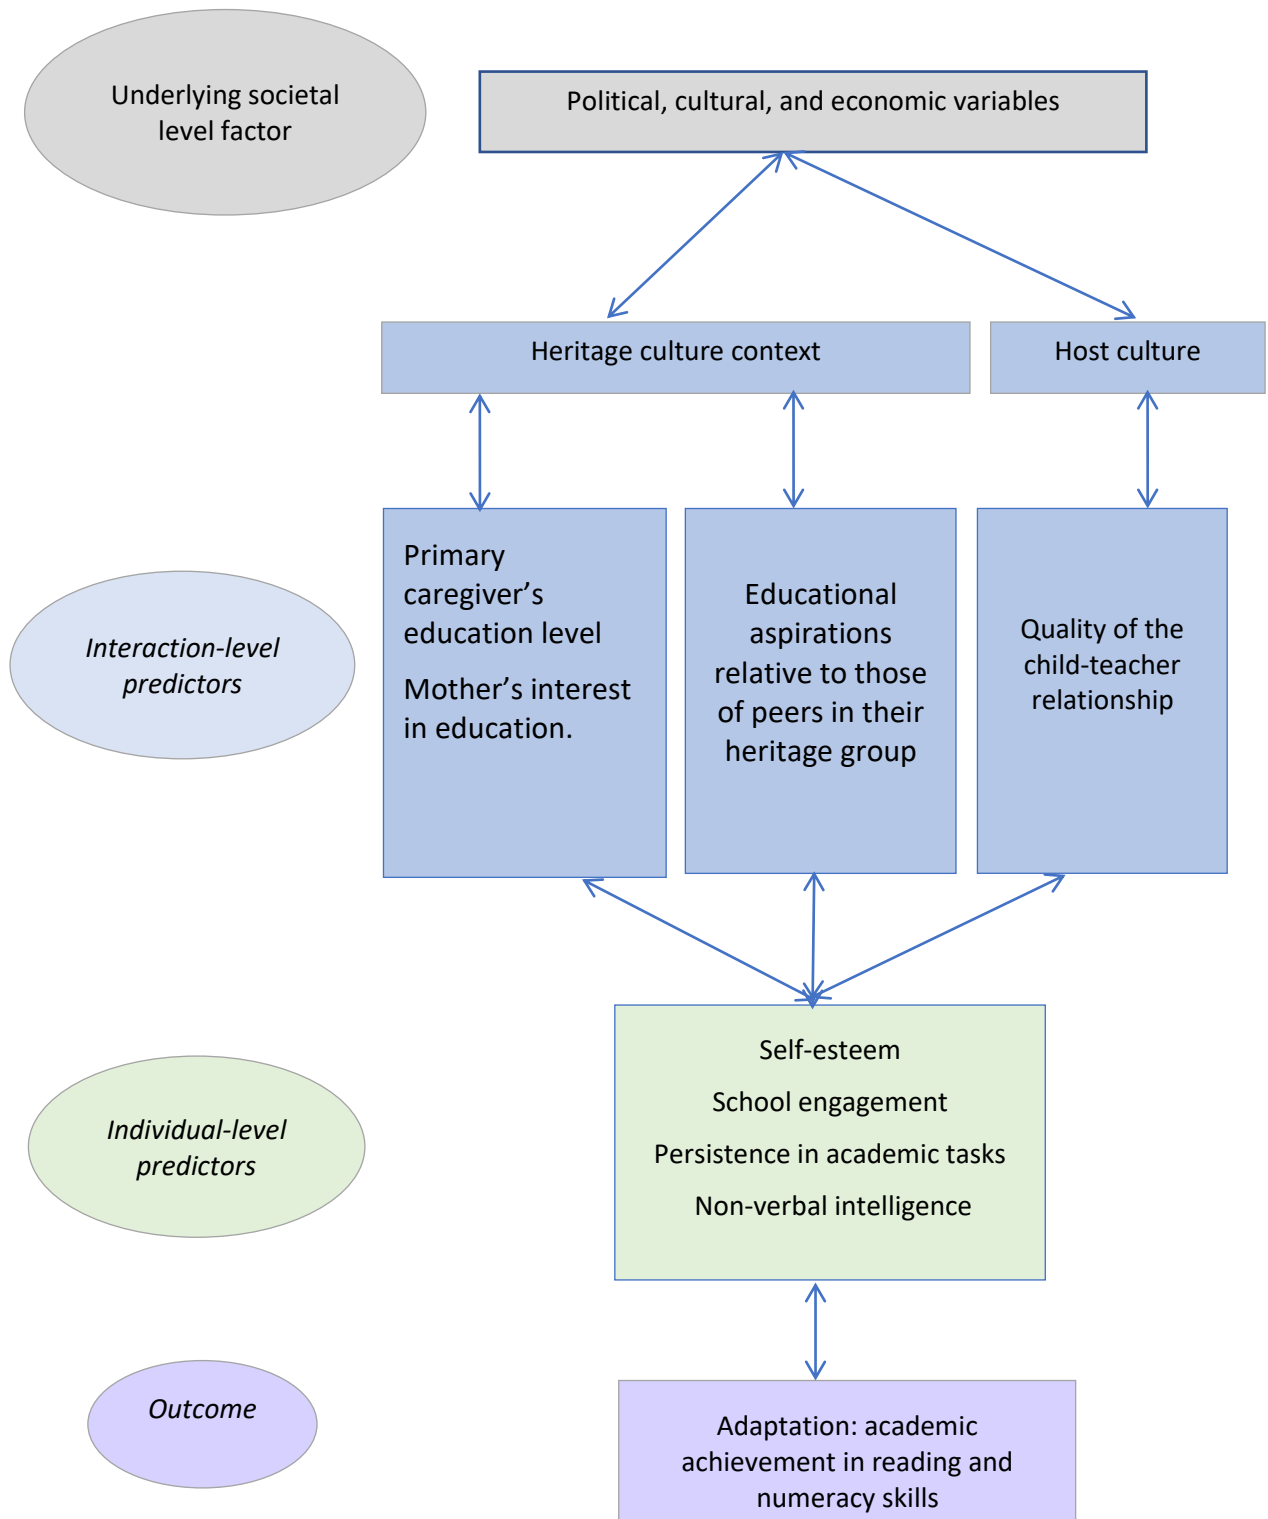 Underlying societal
level factor
Political, cultural, and economic variables
Heritage culture context
Host culture
Interaction-level
predictors
Primary
caregiver’s
education level
Mother’s interest
in education.
Educational
aspirations
relative to those
of peers in their
heritage group
Quality of the
child-teacher
relationship
Individual-level
predictors
Self-esteem
School engagement
Persistence in academic tasks
Non-verbal intelligence
Outcome
Adaptation: academic
achievement in reading and
numeracy skills